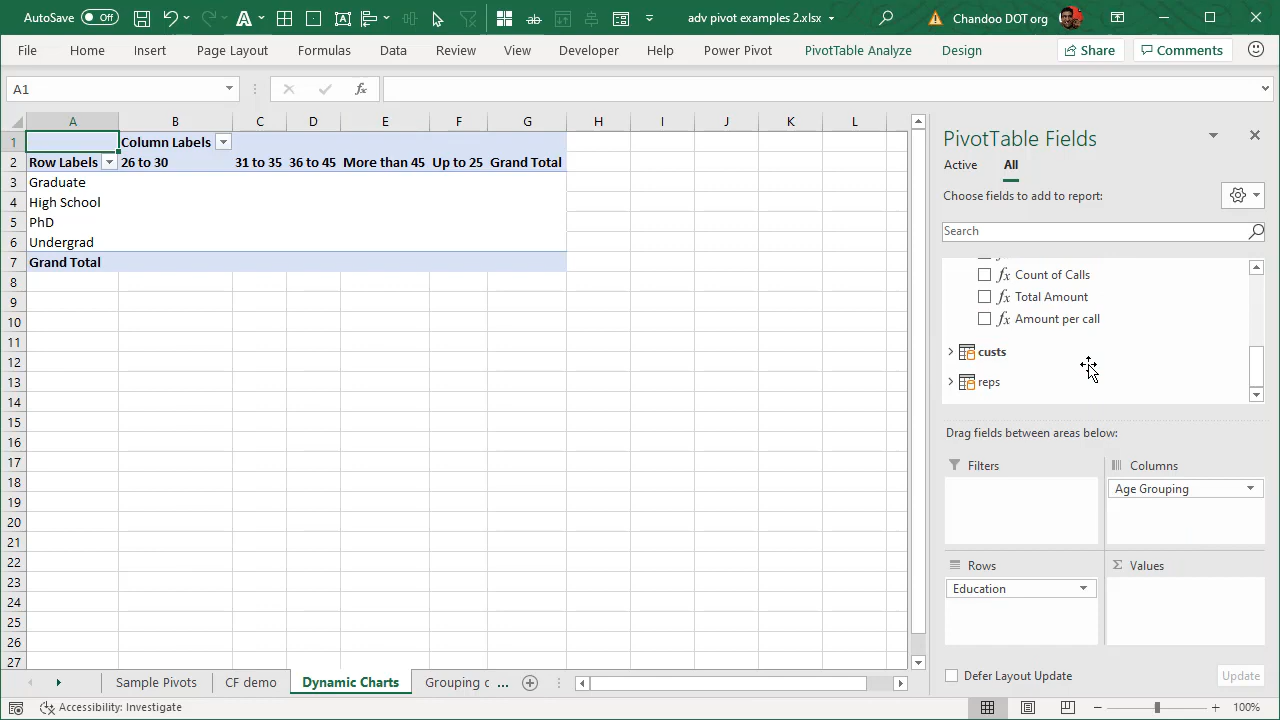 AutoSave Off adv pivot examples 2.xlsx Chandoo DOT org
File Home Insert Page Layout Formulas Data Review View Developer Help Power Pivot PivotTable Analyze Design Share Comments
A1 fx
A B C D E F G H I J K L
1 Column Labels
2 Row Labels 26 to 30 31 to 35 36 to 45 More than 45 Up to 25 Grand Total
3 Graduate
4 High School
5 PhD
6 Undergrad
7 Grand Total
8
9
10
11
12
13
14
15
16
17
18
19
20
21
22
23
24
25
26
27
Sample Pivots CF demo Dynamic Charts Grouping c ...
Accessibility: Investigate 100%
PivotTable Fields
Active All
Choose fields to add to report:
Search
fx Count of Calls
fx Total Amount
fx Amount per call
custs
reps
Drag fields between areas below:
Filters Columns
Age Grouping
Rows Σ Values
Education
Defer Layout Update Update